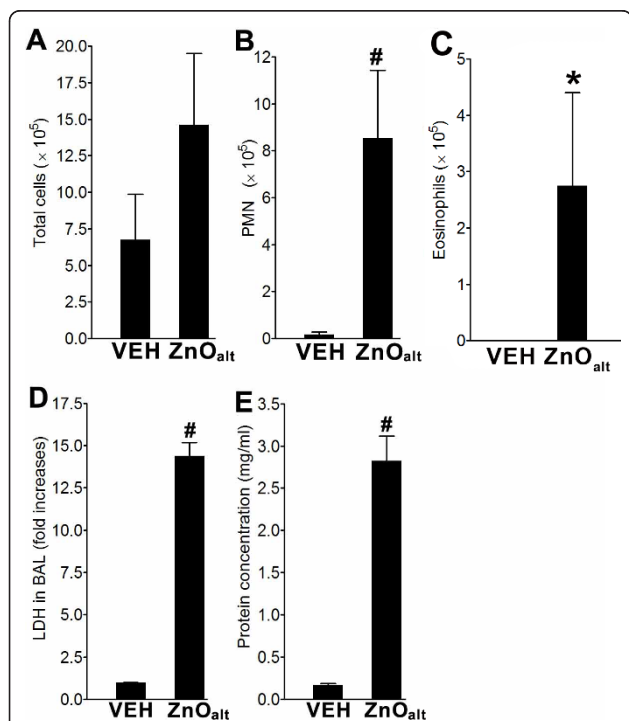 A
20.0
17.5
15.0
12.5
10.0
7.5
5.0
2.5
0.0
Total cells (× 10⁵)
VEH ZnOalt
B
#
12
10
8
6
4
2
0
PMN (× 10⁵)
VEH ZnOalt
C
*
5
4
3
2
1
0
Eosinophils (× 10⁵)
VEH ZnOalt
D
#
17.5
15.0
12.5
10.0
7.5
5.0
2.5
0.0
LDH in BAL (fold increases)
VEH ZnOalt
E
#
3.5
3.0
2.5
2.0
1.5
1.0
0.5
0.0
Protein concentration (mg/ml)
VEH ZnOalt